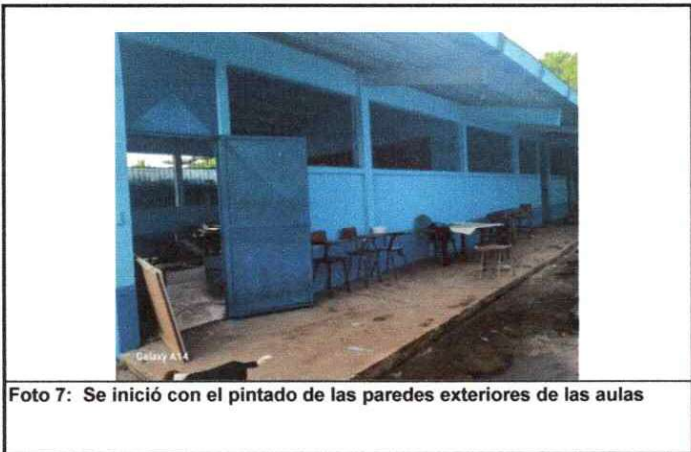 Galaxy A14
Foto 7: Se inició con el pintado de las paredes exteriores de las aulas